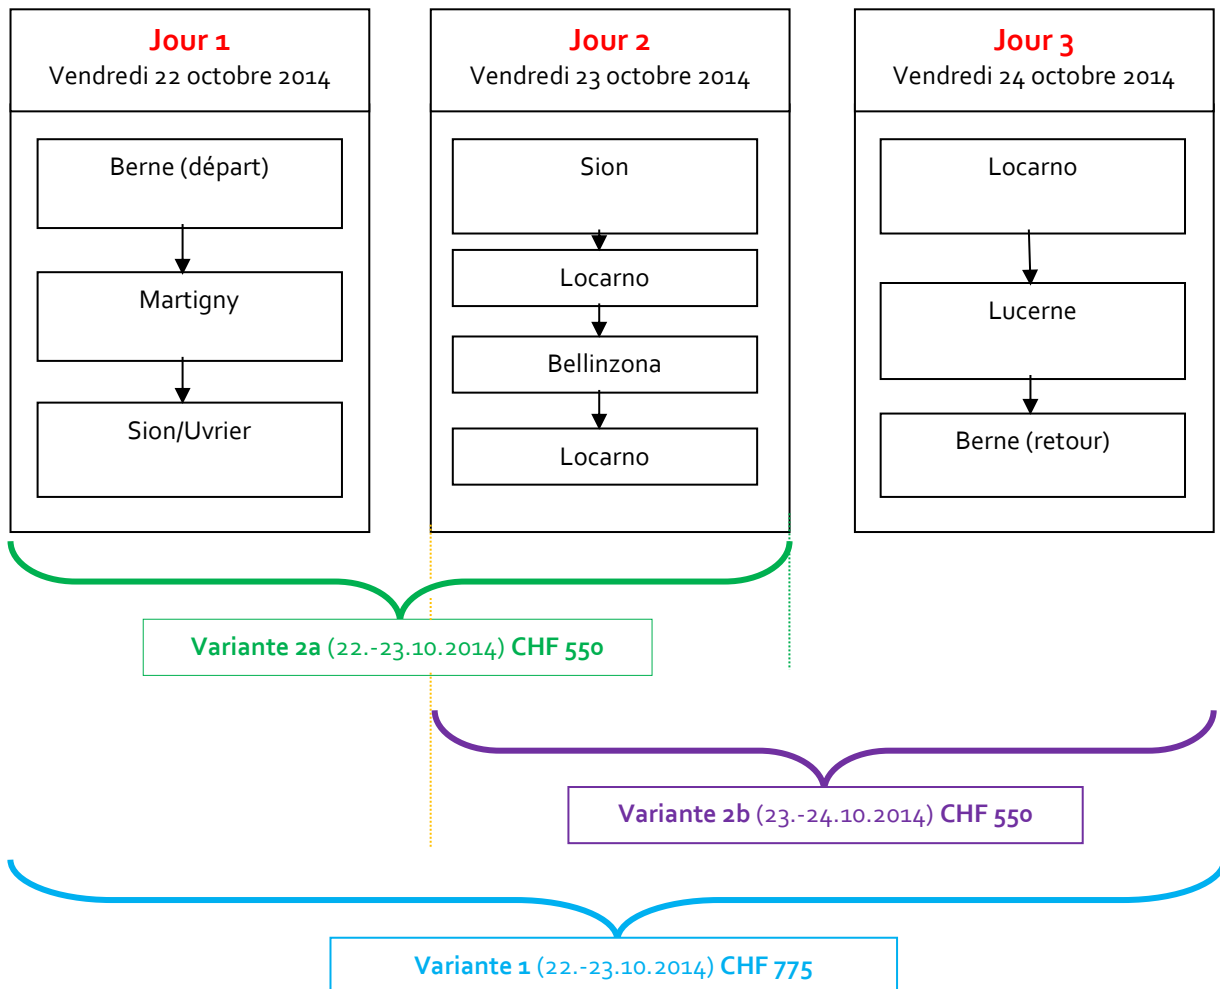 Jour 1
Vendredi 22 octobre 2014
Berne (départ)
Martigny
Sion/Uvrier
Jour 2
Vendredi 23 octobre 2014
Sion
Locarno
Bellinzona
Locarno
Jour 3
Vendredi 24 octobre 2014
Locarno
Lucerne
Berne (retour)
Variante 2a (22.-23.10.2014) CHF 550
Variante 2b (23.-24.10.2014) CHF 550
Variante 1 (22.-23.10.2014) CHF 775